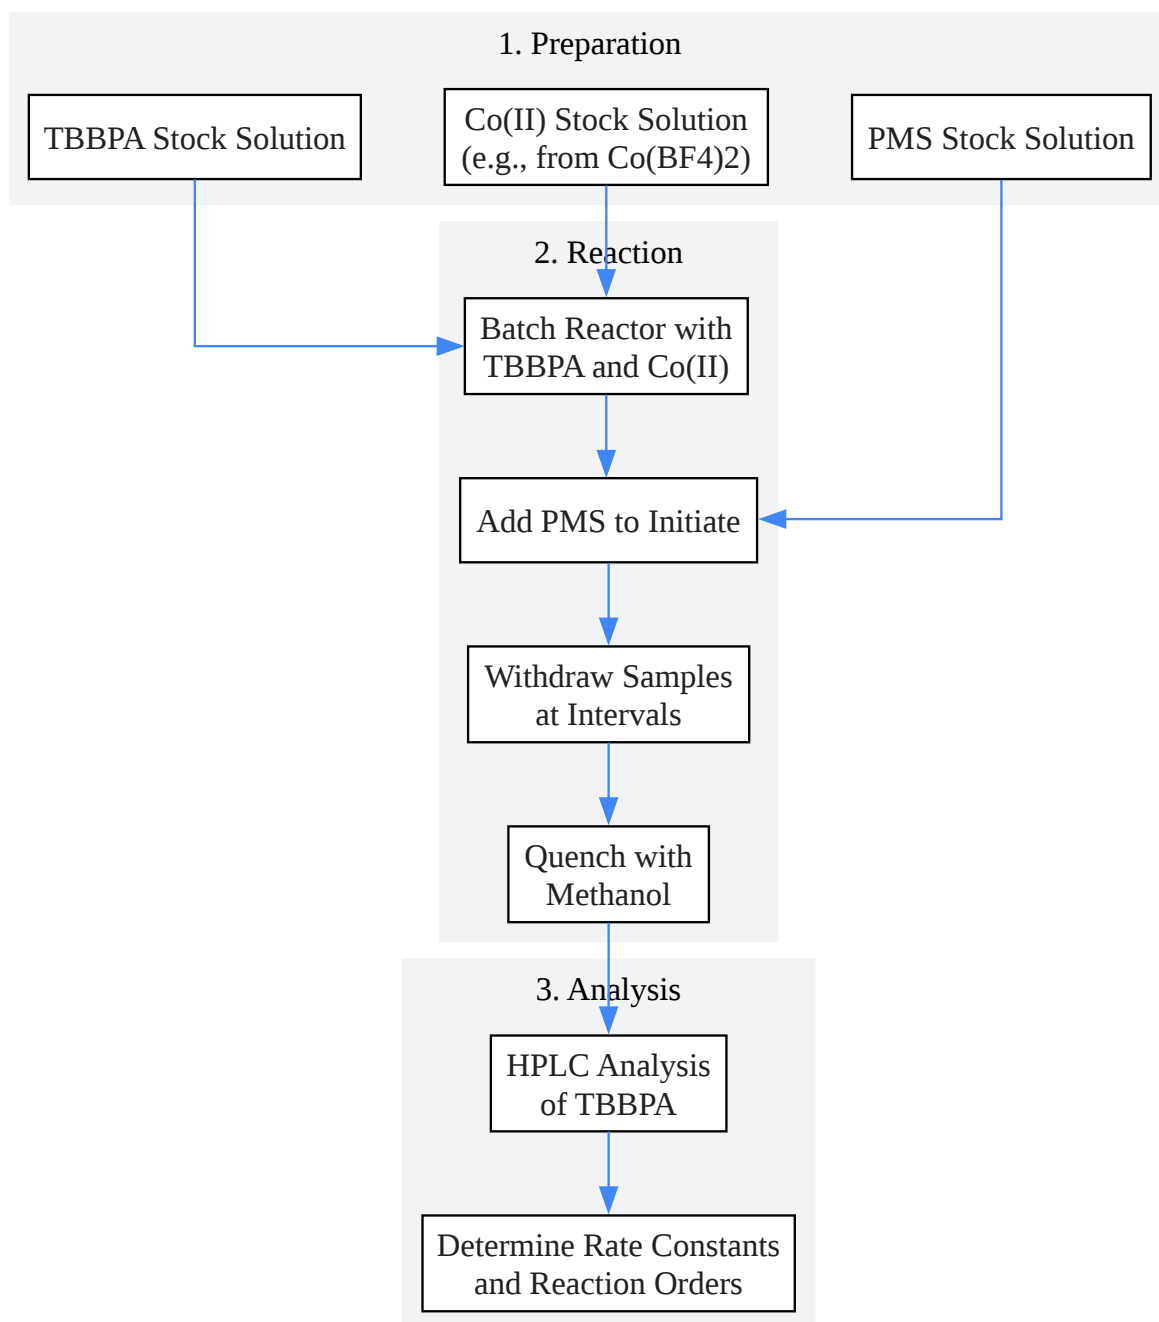 1. Preparation
TBBPA Stock Solution
Co(II) Stock Solution
(e.g., from Co(BF4)2)
PMS Stock Solution
2. Reaction
Batch Reactor with
TBBPA and Co(II)
Add PMS to Initiate
Withdraw Samples
at Intervals
Quench with
Methanol
3. Analysis
HPLC Analysis
of TBBPA
Determine Rate Constants
and Reaction Orders